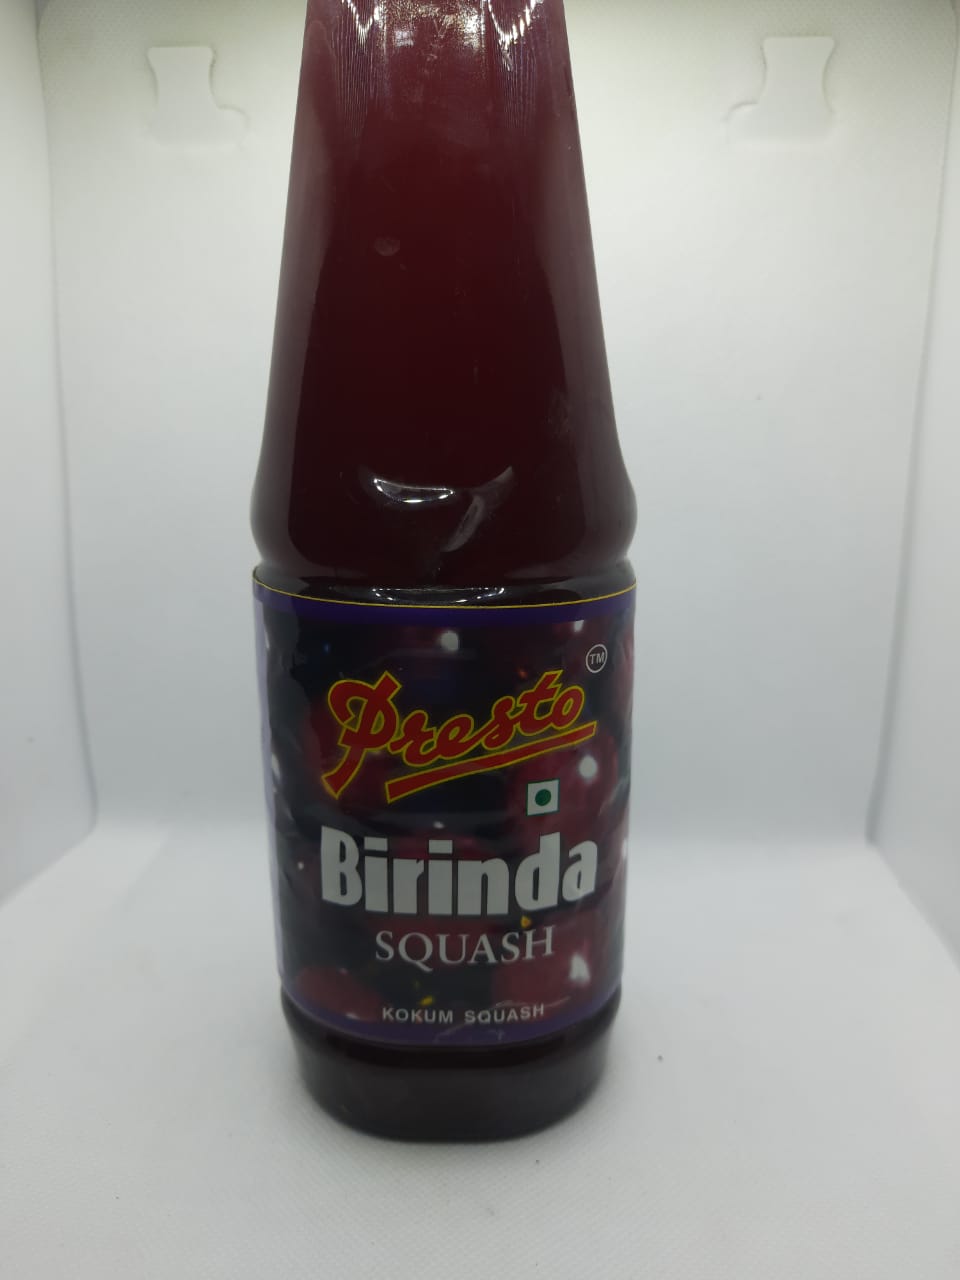 Presto
TM
Birinda
SQUASH
KOKUM SQUASH